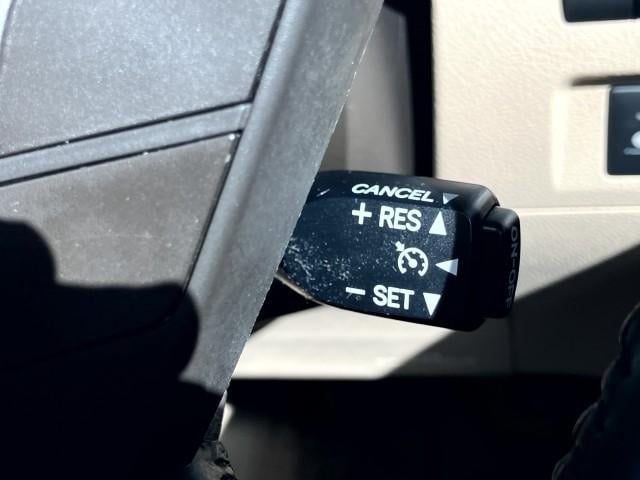 CANCEL
+ RES
− SET
ON-OFF